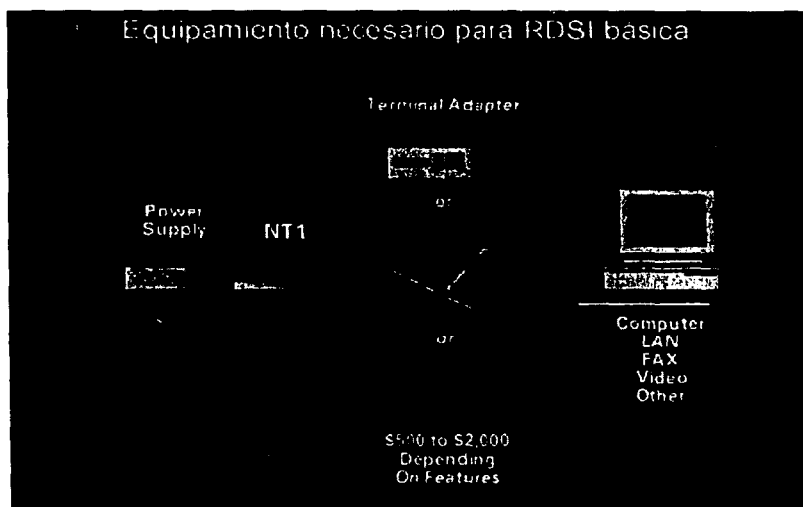 Equipamiento necesario para RDSI básica
Terminal Adapter
or
Power
Supply
NT1
or
Computer
LAN
FAX
Video
Other
$500 to $2,000
Depending
On Features